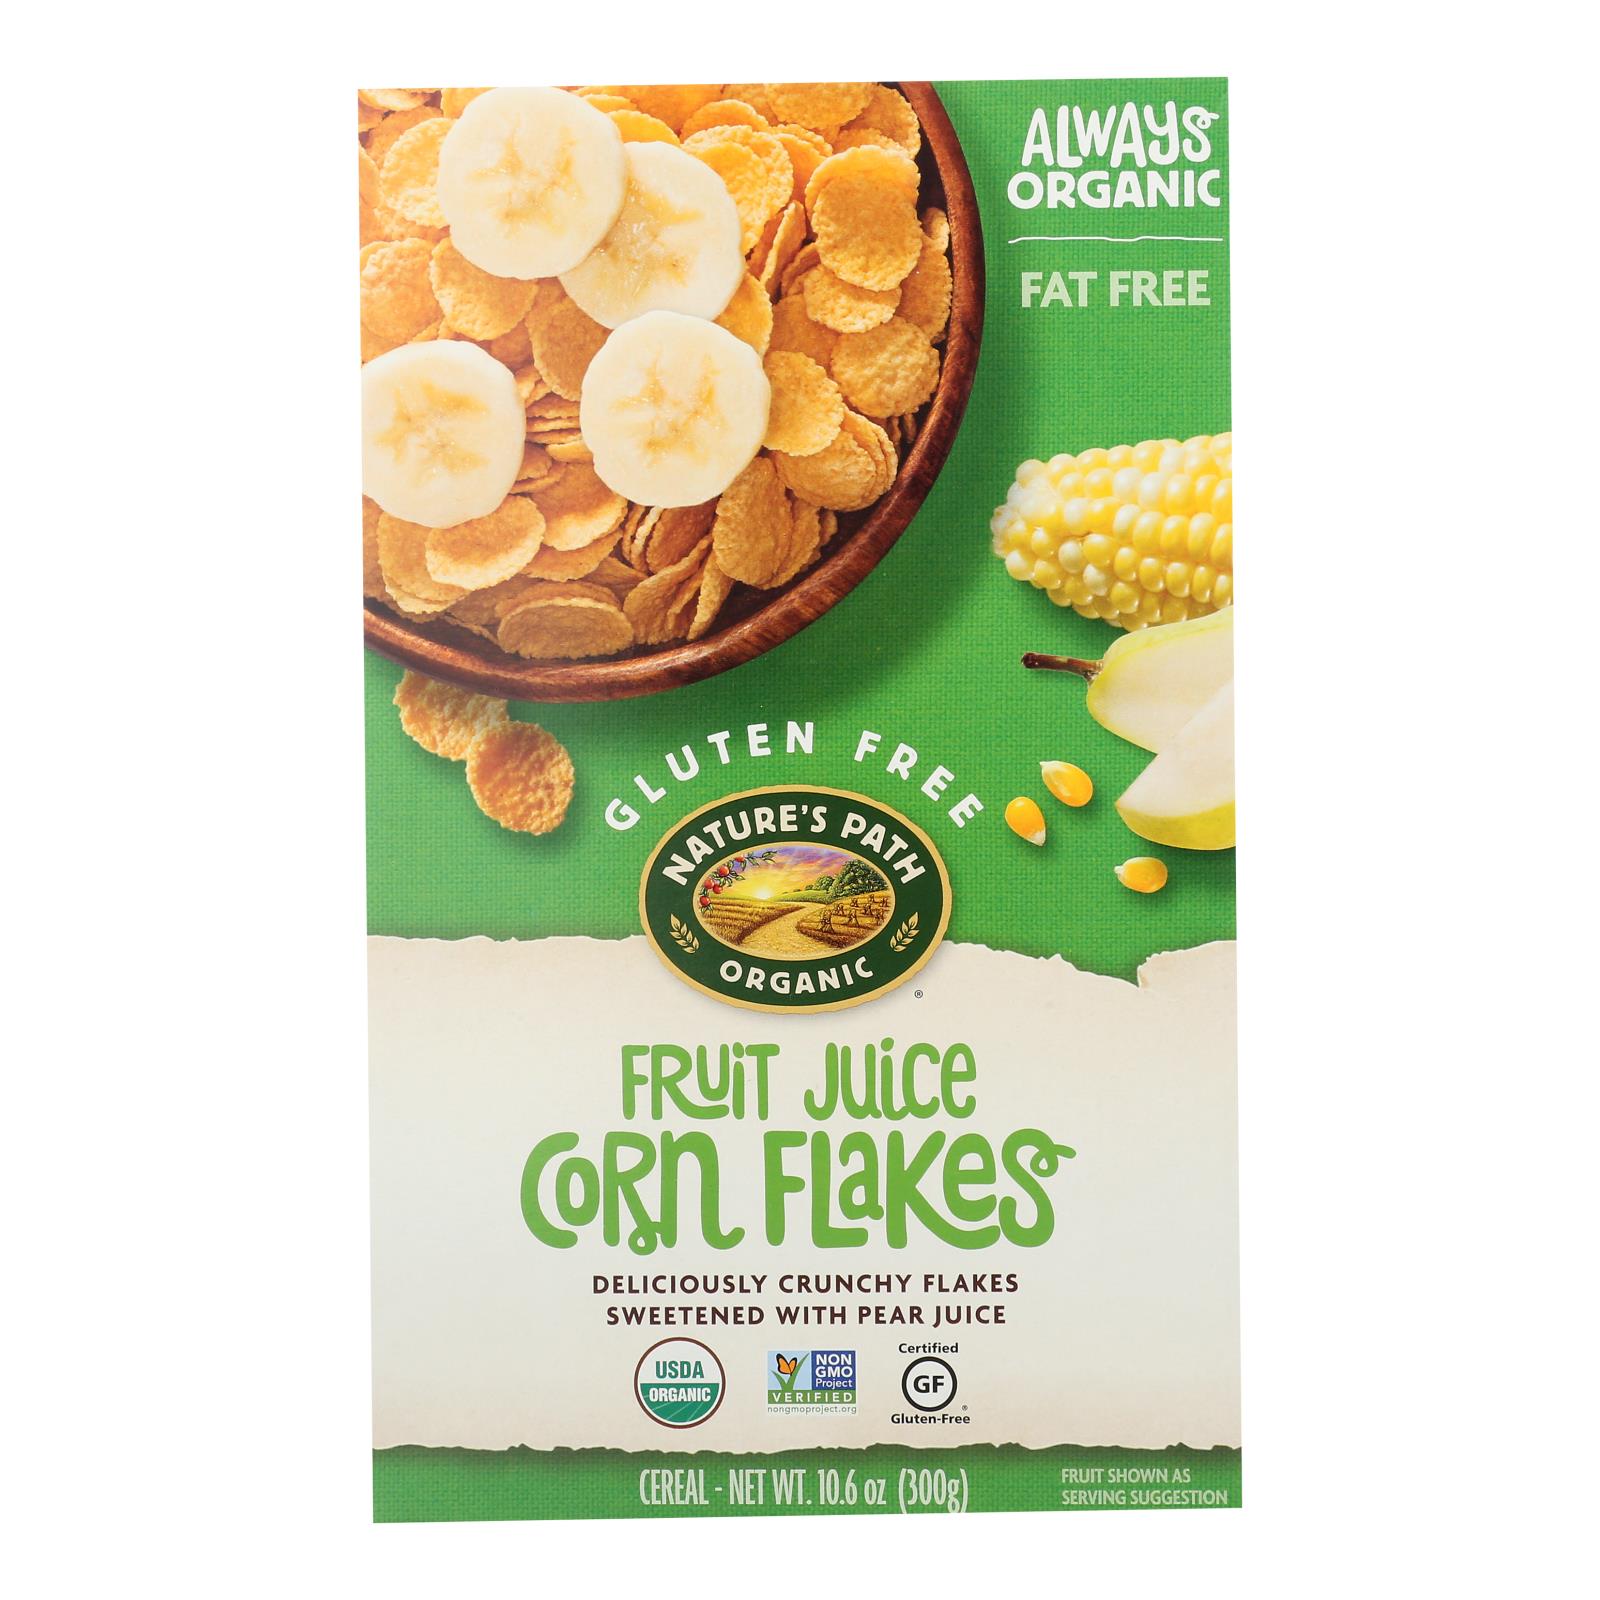 ALWAYS
ORGANIC
FAT FREE
GLUTEN FREE
NATURE'S PATH
ORGANIC
®
FRUIT JUICE
CORN FLAKES
DELICIOUSLY CRUNCHY FLAKES
SWEETENED WITH PEAR JUICE
USDA
ORGANIC
NON
GMO
Project
VERIFIED
nongmoproject.org
Certified
GF
®
Gluten-Free
CEREAL - NET WT. 10.6 oz (300g)
FRUIT SHOWN AS
SERVING SUGGESTION